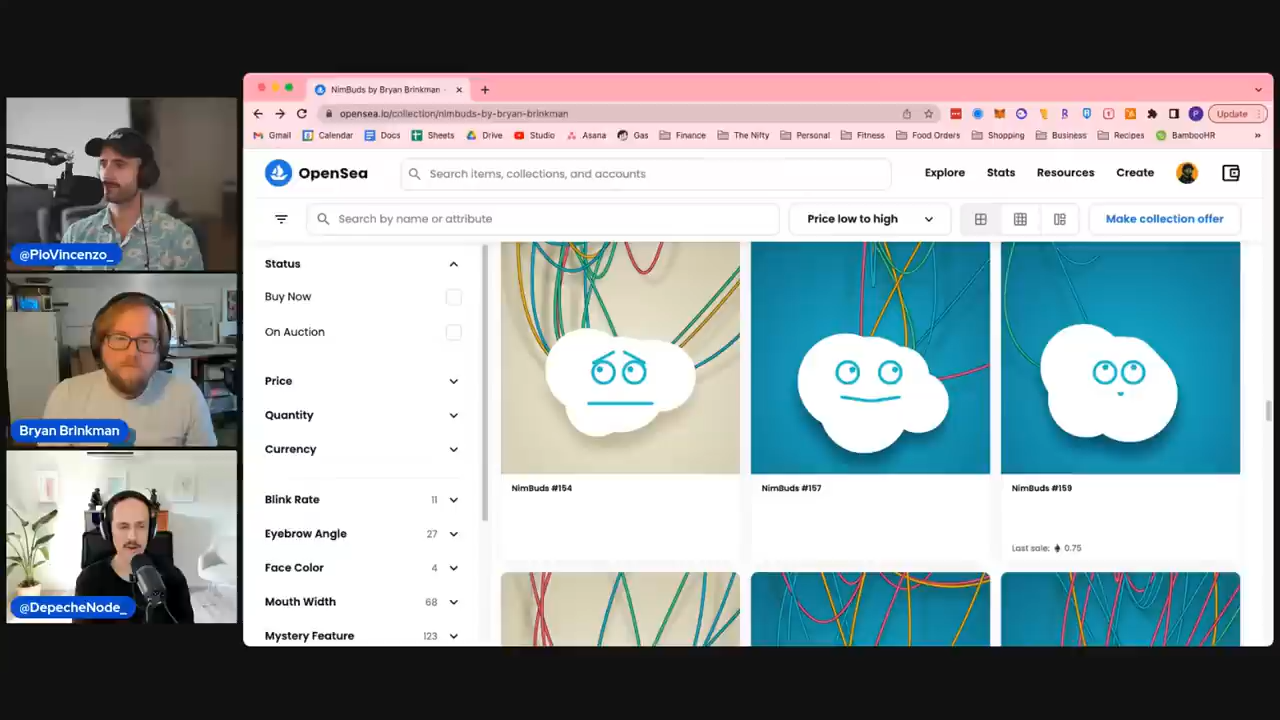 @PioVincenzo_
Bryan Brinkman
@DepecheNode_
NimBuds by Bryan Brinkman -
opensea.io/collection/nimbuds-by-bryan-brinkman
Update
Gmail Calendar Docs Sheets Drive Studio Asana Gas Finance The Nifty Personal Fitness Food Orders Shopping Business Recipes BambooHR »
OpenSea
Search items, collections, and accounts
Explore Stats Resources Create
Search by name or attribute
Price low to high
Make collection offer
Status
Buy Now
On Auction
Price
Quantity
Currency
Blink Rate 11
Eyebrow Angle 27
Face Color 4
Mouth Width 68
Mystery Feature 123
NimBuds #154
NimBuds #157
NimBuds #159
Last sale: 0.75